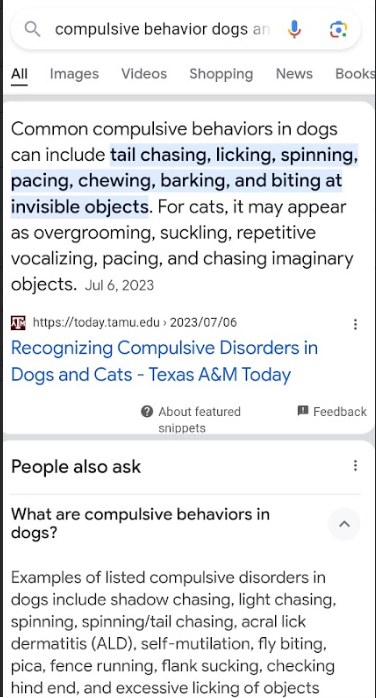 compulsive behavior dogs an
All Images Videos Shopping News Books
Common compulsive behaviors in dogs
can include tail chasing, licking, spinning,
pacing, chewing, barking, and biting at
invisible objects. For cats, it may appear
as overgrooming, suckling, repetitive
vocalizing, pacing, and chasing imaginary
objects. Jul 6, 2023
ATM https://today.tamu.edu › 2023/07/06
Recognizing Compulsive Disorders in
Dogs and Cats - Texas A&M Today
About featured
snippets
Feedback
People also ask
What are compulsive behaviors in
dogs?
Examples of listed compulsive disorders in
dogs include shadow chasing, light chasing,
spinning, spinning/tail chasing, acral lick
dermatitis (ALD), self-mutilation, fly biting,
pica, fence running, flank sucking, checking
hind end, and excessive licking of objects